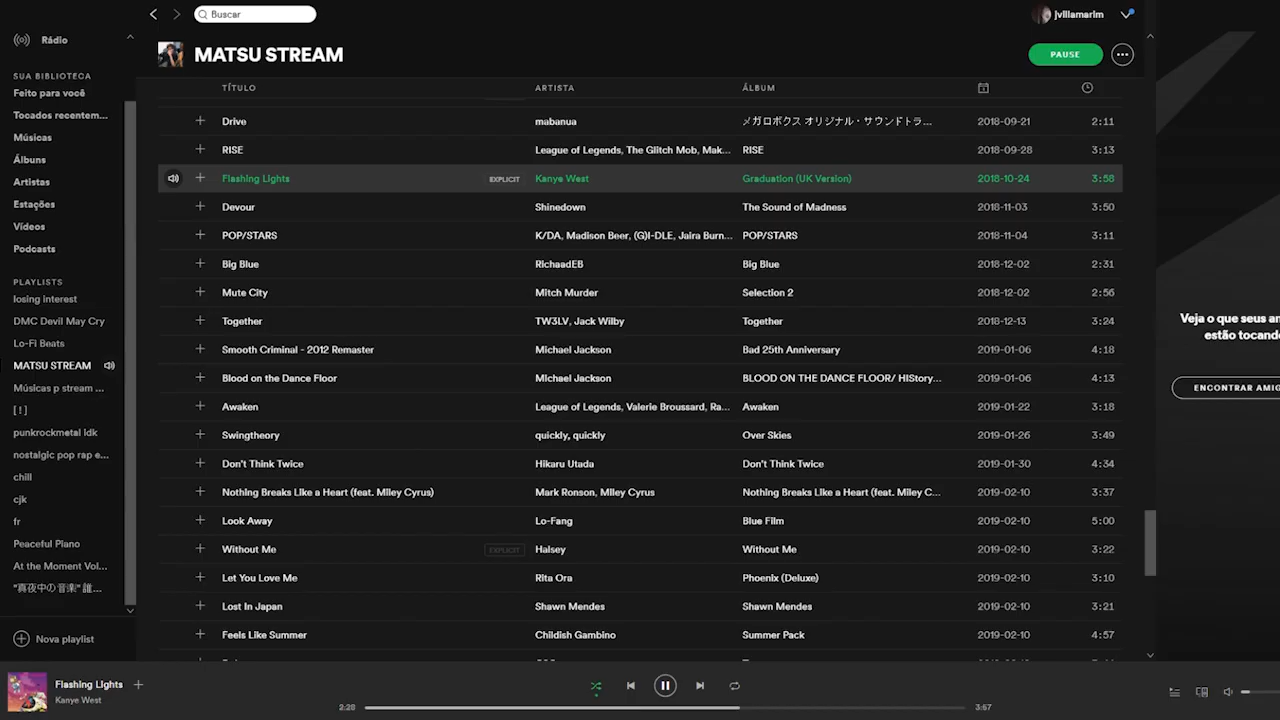 Buscar
jvillamarim
Rádio
SUA BIBLIOTECA
Feito para você
Tocados recentem...
Músicas
Álbuns
Artistas
Estações
Vídeos
Podcasts
PLAYLISTS
losing interest
DMC Devil May Cry
Lo-Fi Beats
MATSU STREAM
Músicas p stream ...
[ ! ]
punkrockmetal ldk
nostalgic pop rap e...
chill
cjk
fr
Peaceful Piano
At the Moment Vol...
"真夜中の音楽" 誰...
Nova playlist
MATSU STREAM
PAUSE
TÍTULO ARTISTA ÁLBUM
Drive mabanua メガロボクス オリジナル・サウンドトラ... 2018-09-21 2:11
RISE League of Legends, The Glitch Mob, Mak... RISE 2018-09-28 3:13
Flashing Lights EXPLICIT Kanye West Graduation (UK Version) 2018-10-24 3:58
Devour Shinedown The Sound of Madness 2018-11-03 3:50
POP/STARS K/DA, Madison Beer, (G)I-DLE, Jaira Burn... POP/STARS 2018-11-04 3:11
Big Blue RichaadEB Big Blue 2018-12-02 2:31
Mute City Mitch Murder Selection 2 2018-12-02 2:56
Together TW3LV, Jack Wilby Together 2018-12-13 3:24
Smooth Criminal - 2012 Remaster Michael Jackson Bad 25th Anniversary 2019-01-06 4:18
Blood on the Dance Floor Michael Jackson BLOOD ON THE DANCE FLOOR/ HIStory... 2019-01-06 4:13
Awaken League of Legends, Valerie Broussard, Ra... Awaken 2019-01-22 3:18
Swingtheory quickly, quickly Over Skies 2019-01-26 3:49
Don't Think Twice Hikaru Utada Don't Think Twice 2019-01-30 4:34
Nothing Breaks Like a Heart (feat. Miley Cyrus) Mark Ronson, Miley Cyrus Nothing Breaks Like a Heart (feat. Miley C... 2019-02-10 3:37
Look Away Lo-Fang Blue Film 2019-02-10 5:00
Without Me EXPLICIT Halsey Without Me 2019-02-10 3:22
Let You Love Me Rita Ora Phoenix (Deluxe) 2019-02-10 3:10
Lost In Japan Shawn Mendes Shawn Mendes 2019-02-10 3:21
Feels Like Summer Childish Gambino Summer Pack 2019-02-10 4:57
Veja o que seus am
estão tocando
ENCONTRAR AMIG
Flashing Lights
Kanye West
2:28
3:57